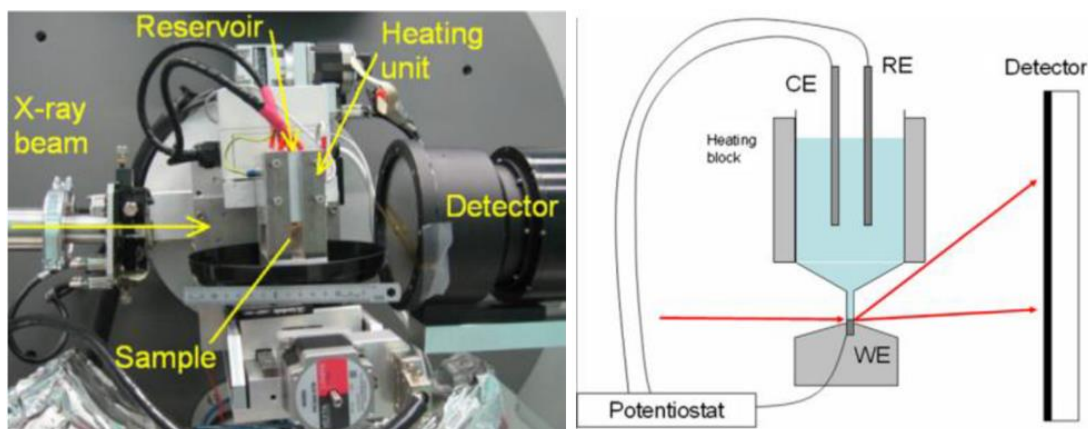 Reservoir
Heating
unit
X-ray
beam
Detector
Sample
CE
RE
Detector
Heating
block
WE
Potentiostat